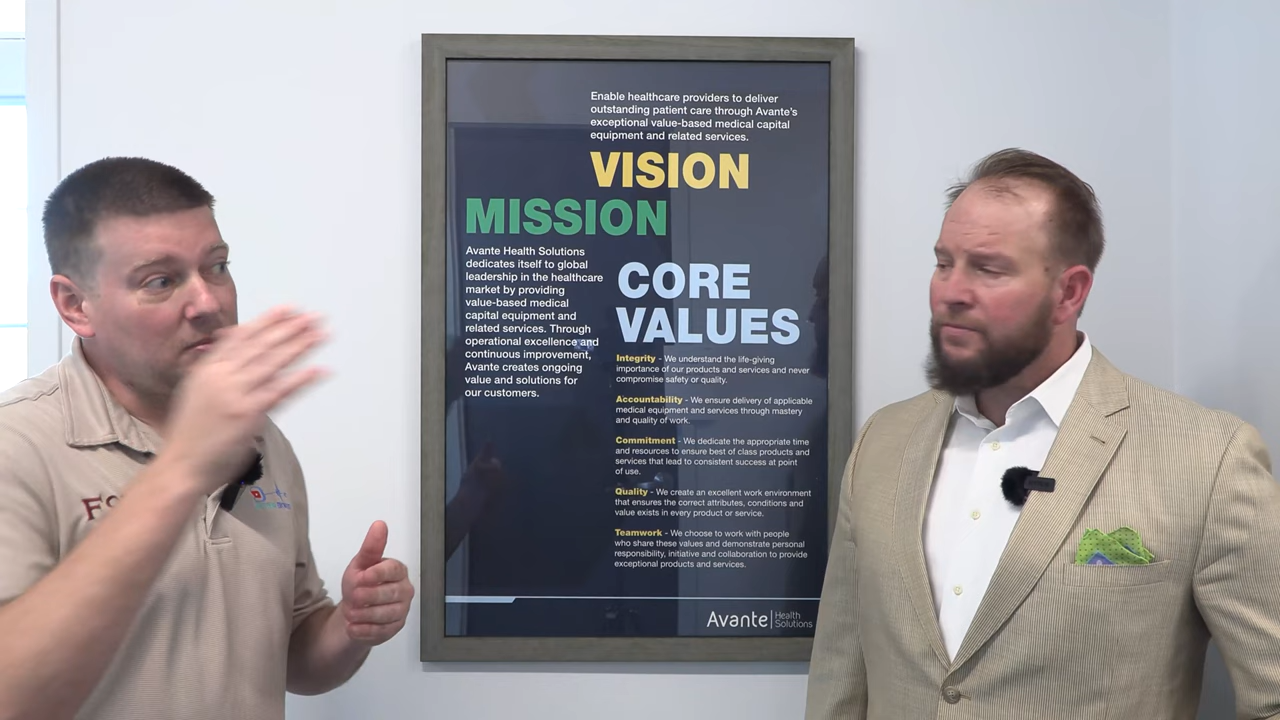 Enable healthcare providers to deliver
outstanding patient care through Avante's
exceptional value-based medical capital
equipment and related services.
VISION
MISSION
Avante Health Solutions
dedicates itself to global
leadership in the healthcare
market by providing
value-based medical
capital equipment and
related services. Through
operational excellence and
continuous improvement,
Avante creates ongoing
value and solutions for
our customers.
CORE
VALUES
Integrity - We understand the life-giving
importance of our products and services and never
compromise safety or quality.
Accountability - We ensure delivery of applicable
medical equipment and services through mastery
and quality of work.
Commitment - We dedicate the appropriate time
and resources to ensure best of class products and
services that lead to consistent success at point
of use.
Quality - We create an excellent work environment
that ensures the correct attributes, conditions and
value exists in every product or service.
Teamwork - We choose to work with people
who share these values and demonstrate personal
responsibility, initiative and collaboration to provide
exceptional products and services.
Avante Health
Solutions